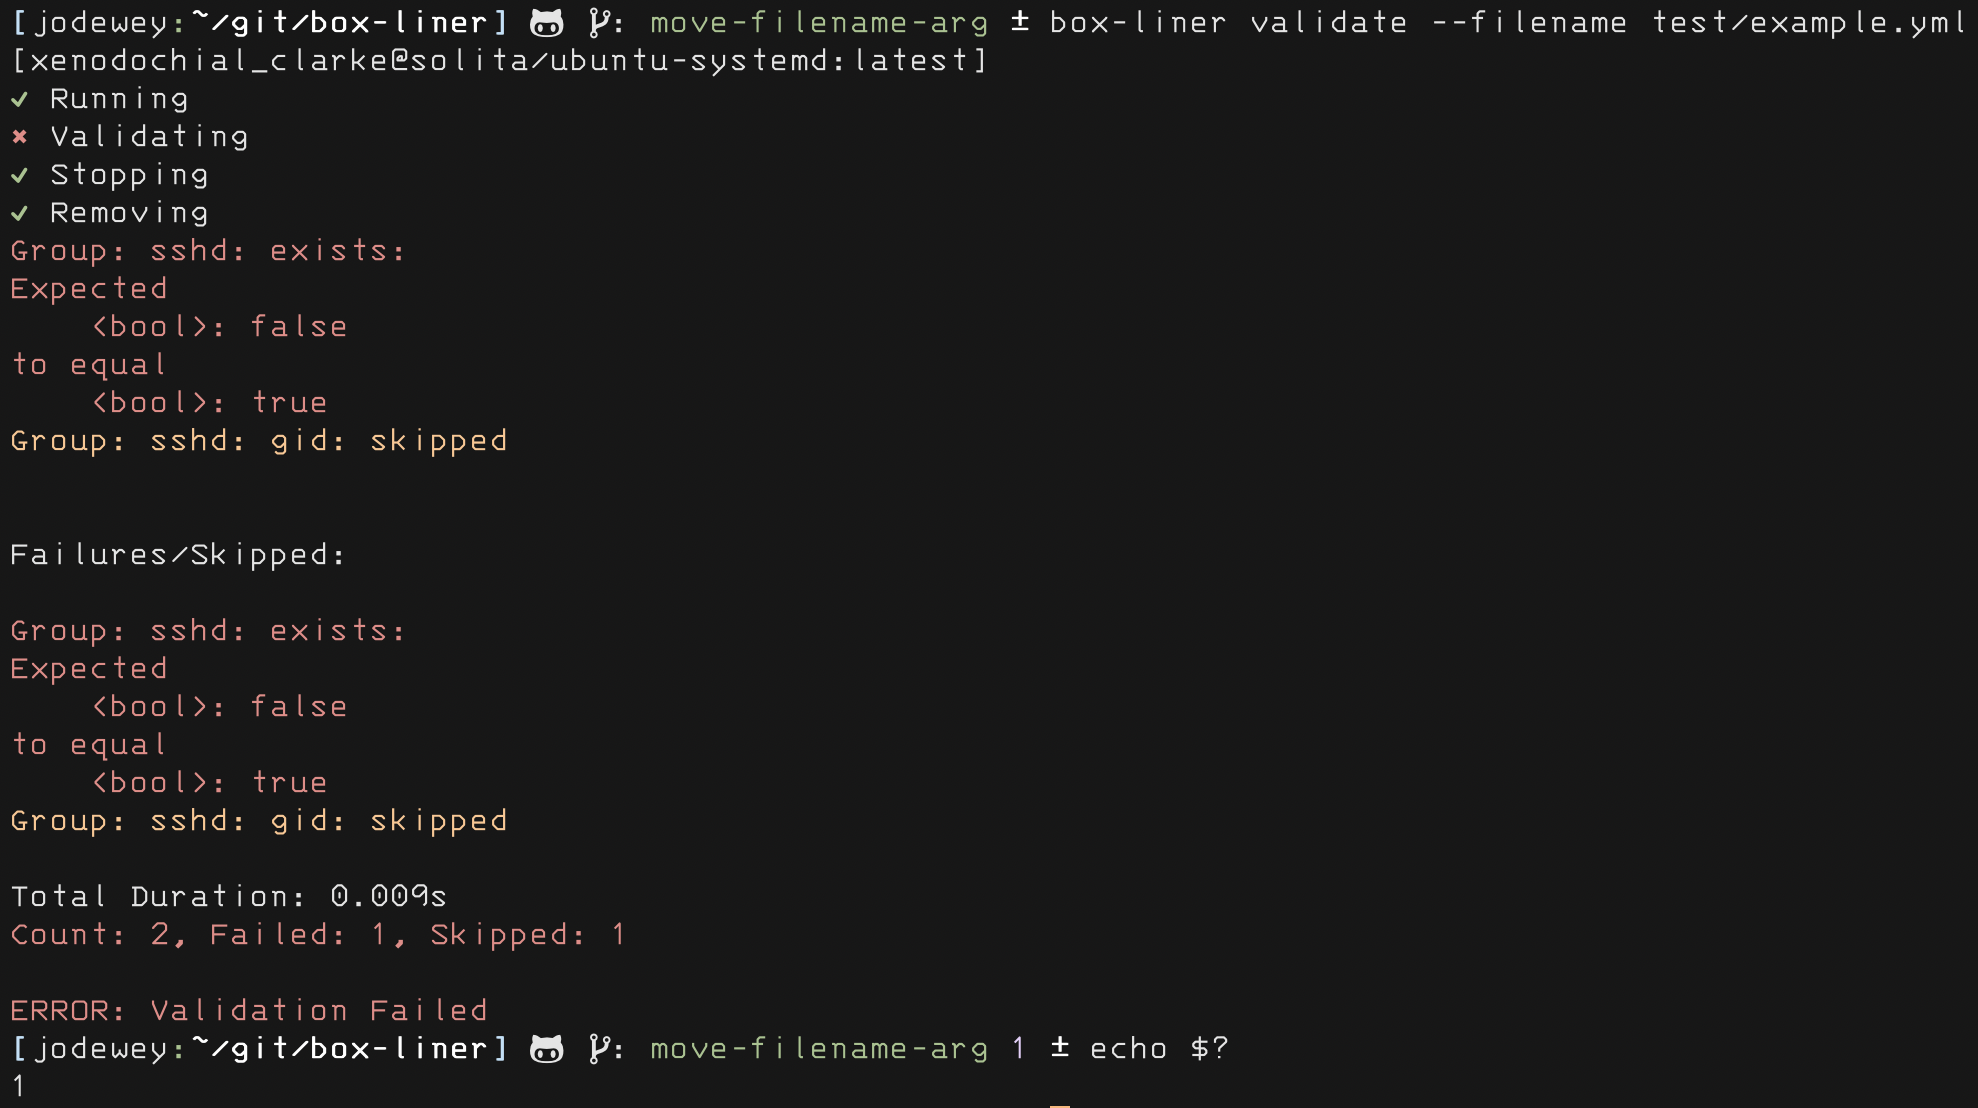 [jodewey:~/git/box-liner] : move-filename-arg ± box-liner validate --filename test/example.yml
[xenodochial_clarke@solita/ubuntu-systemd:latest]
✓ Running
✖ Validating
✓ Stopping
✓ Removing
Group: sshd: exists:
Expected
    <bool>: false
to equal
    <bool>: true
Group: sshd: gid: skipped
Failures/Skipped:
Group: sshd: exists:
Expected
    <bool>: false
to equal
    <bool>: true
Group: sshd: gid: skipped
Total Duration: 0.009s
Count: 2, Failed: 1, Skipped: 1
ERROR: Validation Failed
[jodewey:~/git/box-liner] : move-filename-arg 1 ± echo $?
1